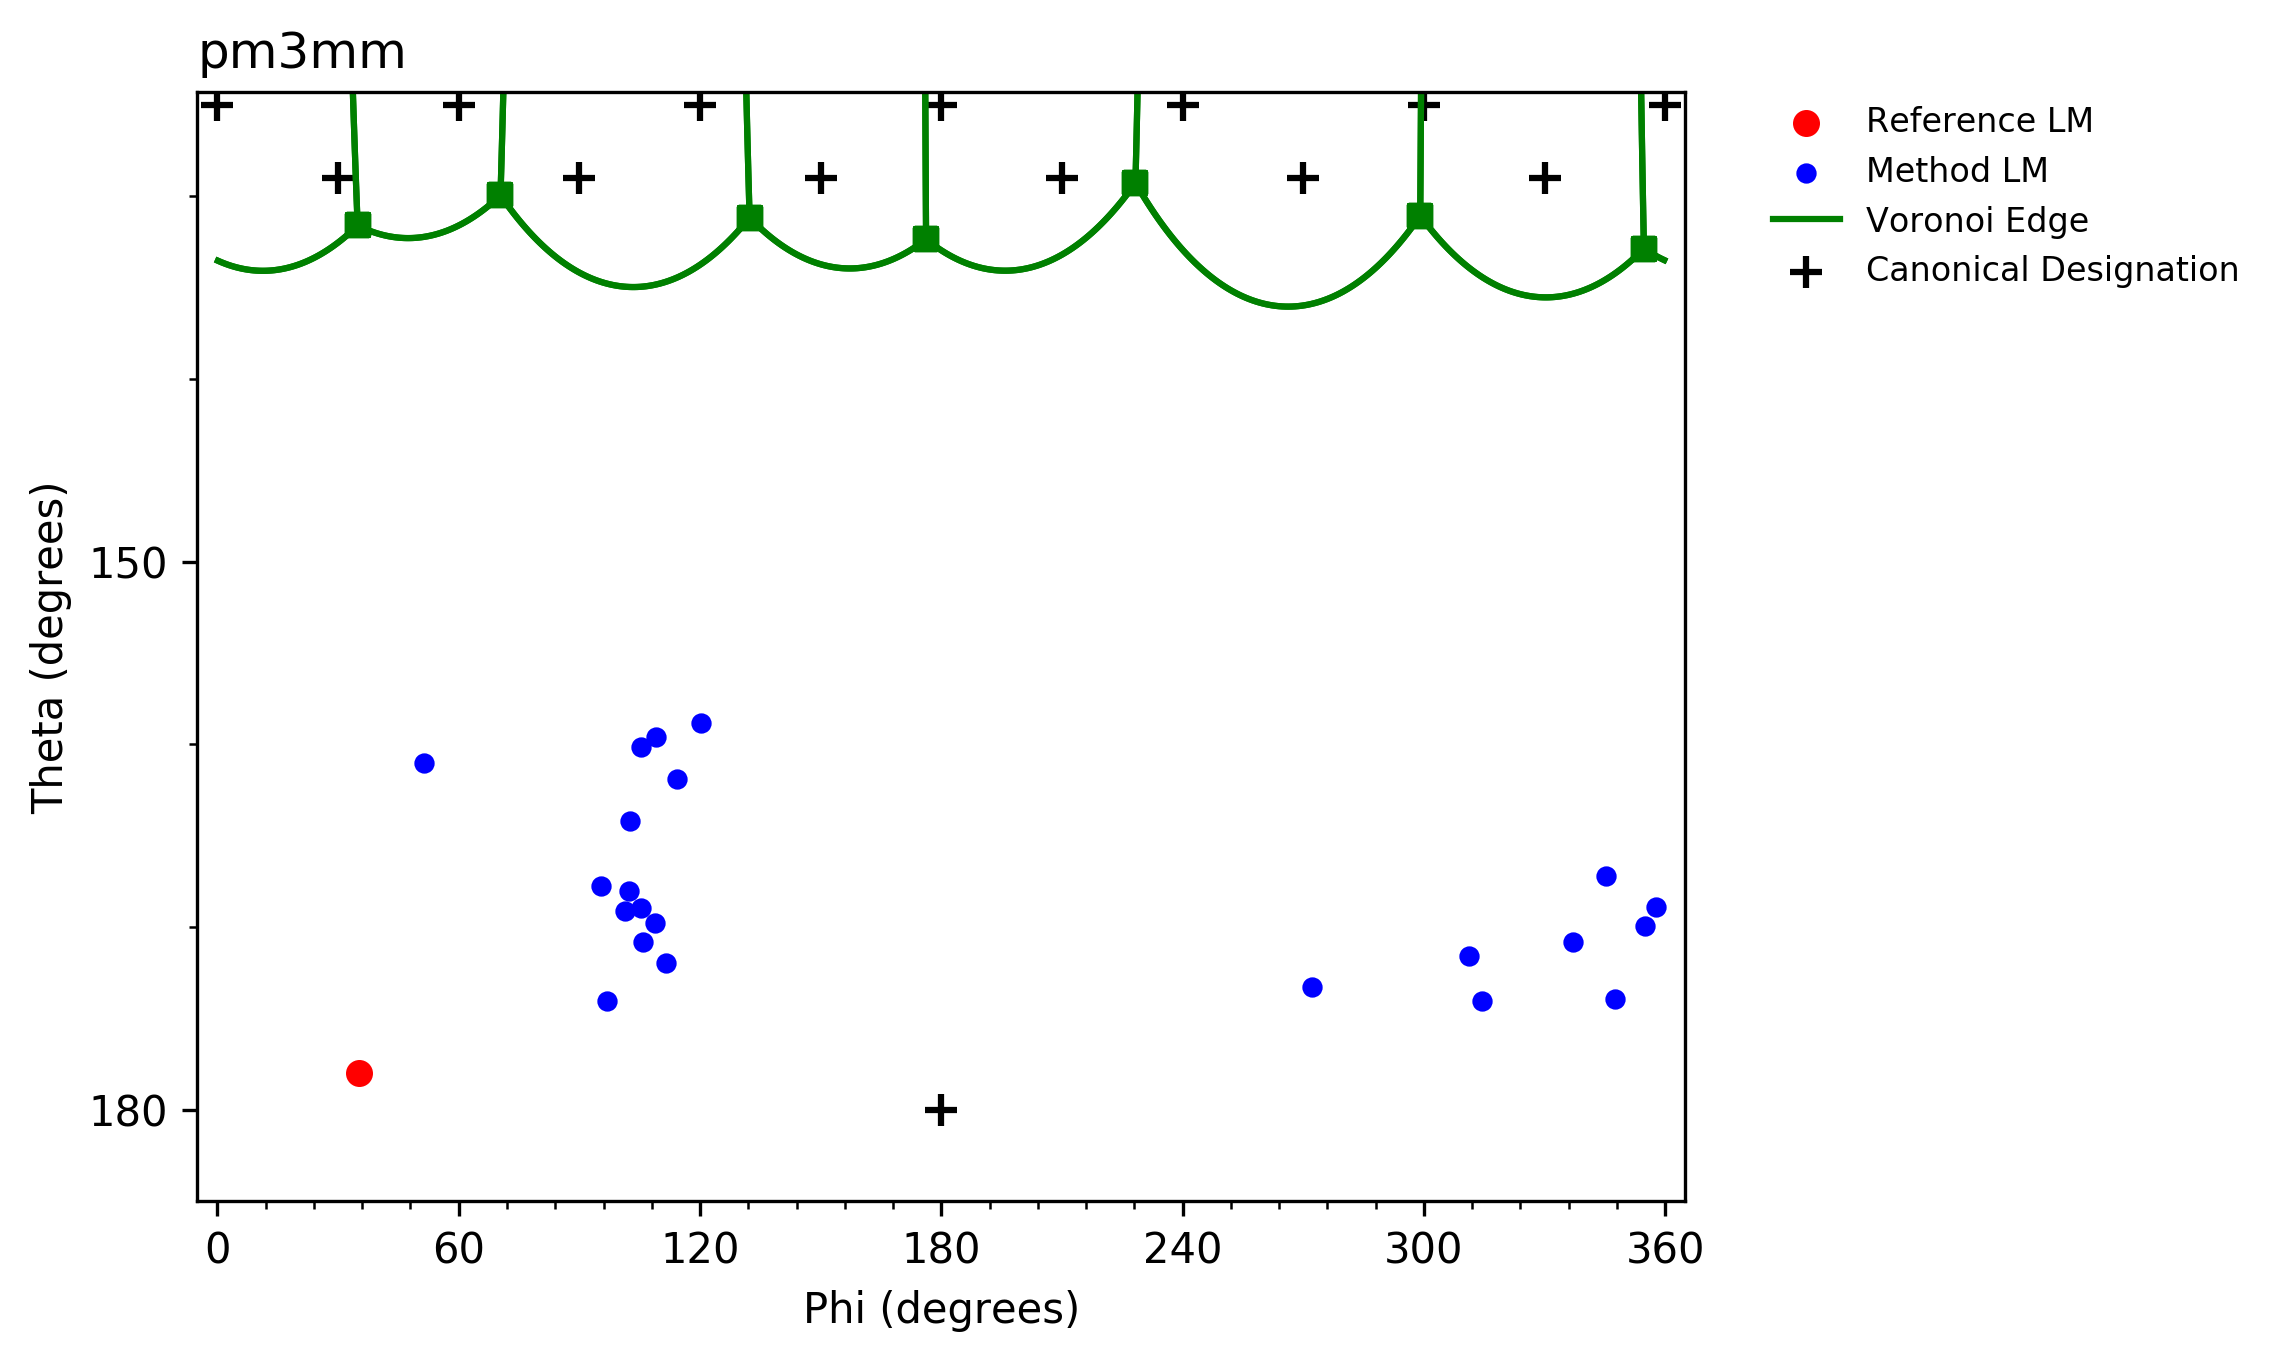 pm3mm
Reference LM
Method LM
Voronoi Edge
Canonical Designation
Theta (degrees)
150
180
0 60 120 180 240 300 360
Phi (degrees)